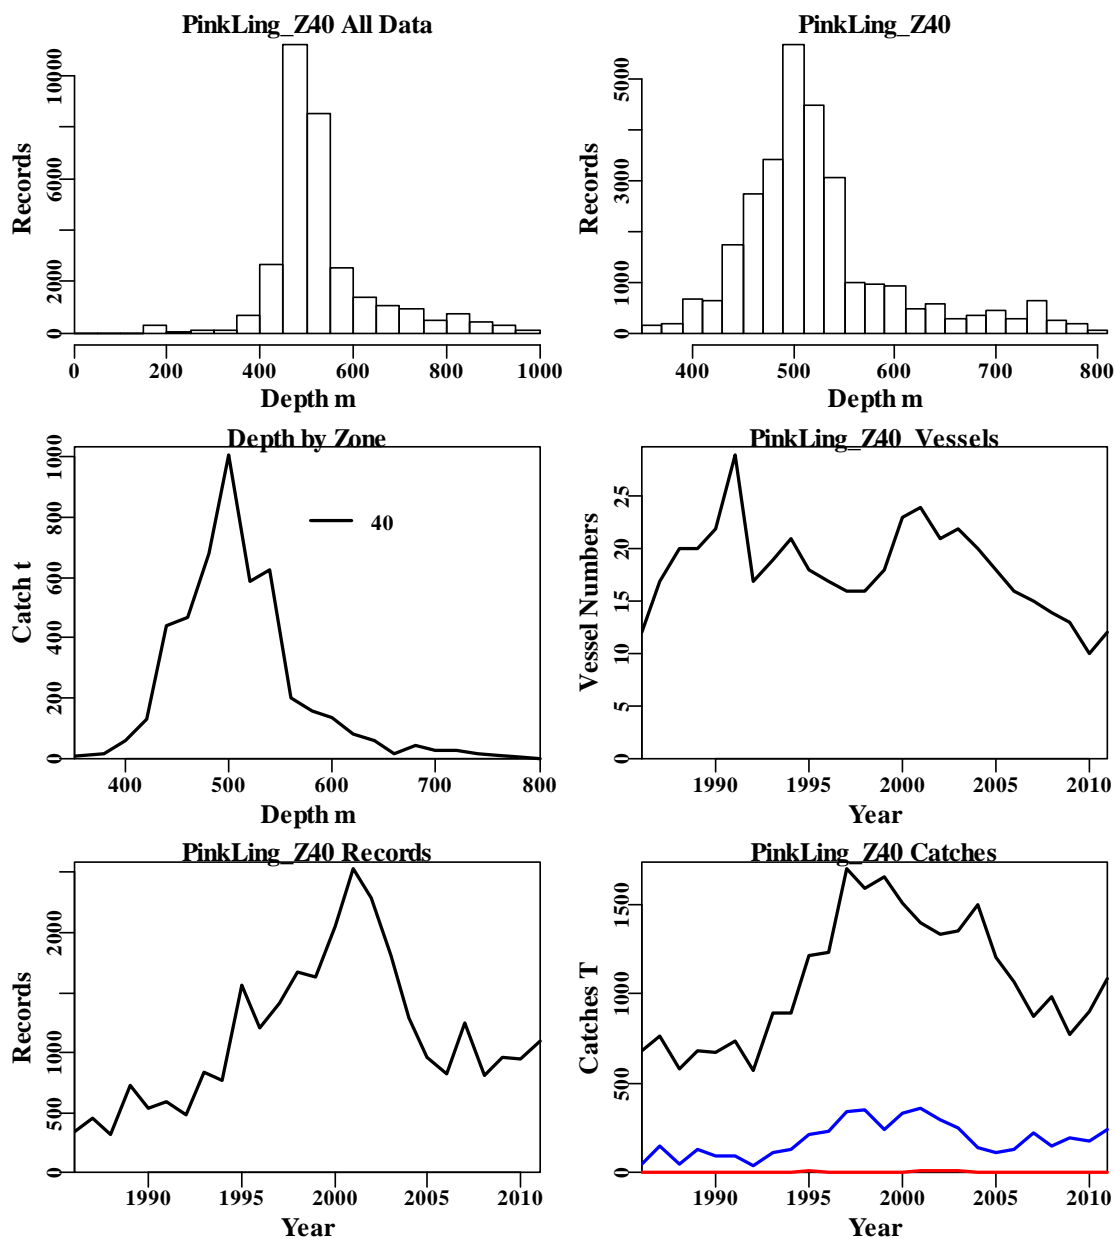 PinkLing_Z40 All Data
Records
0 2000 6000 10000
0 200 400 600 800 1000
Depth m
PinkLing_Z40
Records
0 1000 3000 5000
400 500 600 700 800
Depth m
Depth by Zone
Catch t
0 200 400 600 800 1000
40
400 500 600 700 800
Depth m
PinkLing_Z40 Vessels
Vessel Numbers
0 5 10 15 20 25
1990 1995 2000 2005 2010
Year
PinkLing_Z40 Records
Records
0 500 1000 2000
1990 1995 2000 2005 2010
Year
PinkLing_Z40 Catches
Catches T
0 500 1000 1500
1990 1995 2000 2005 2010
Year